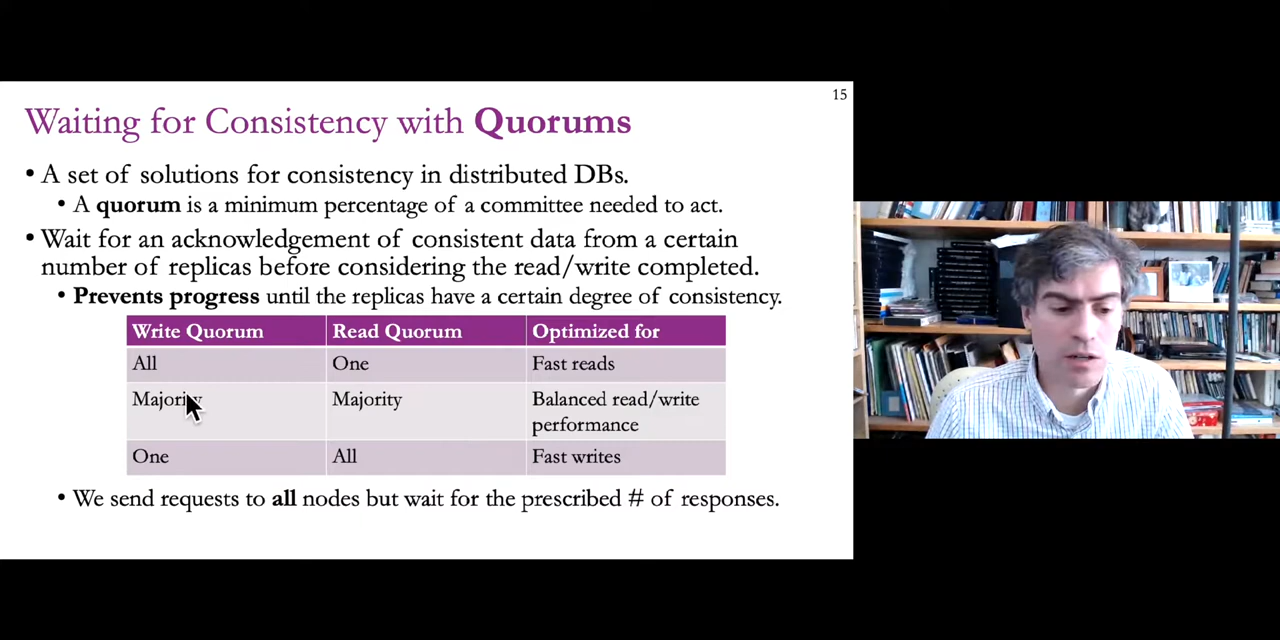 15
Waiting for Consistency with Quorums
• A set of solutions for consistency in distributed DBs.
• A quorum is a minimum percentage of a committee needed to act.
• Wait for an acknowledgement of consistent data from a certain
number of replicas before considering the read/write completed.
• Prevents progress until the replicas have a certain degree of consistency.
Write Quorum Read Quorum Optimized for
All One Fast reads
Majority Majority Balanced read/write
performance
One All Fast writes
• We send requests to all nodes but wait for the prescribed # of responses.